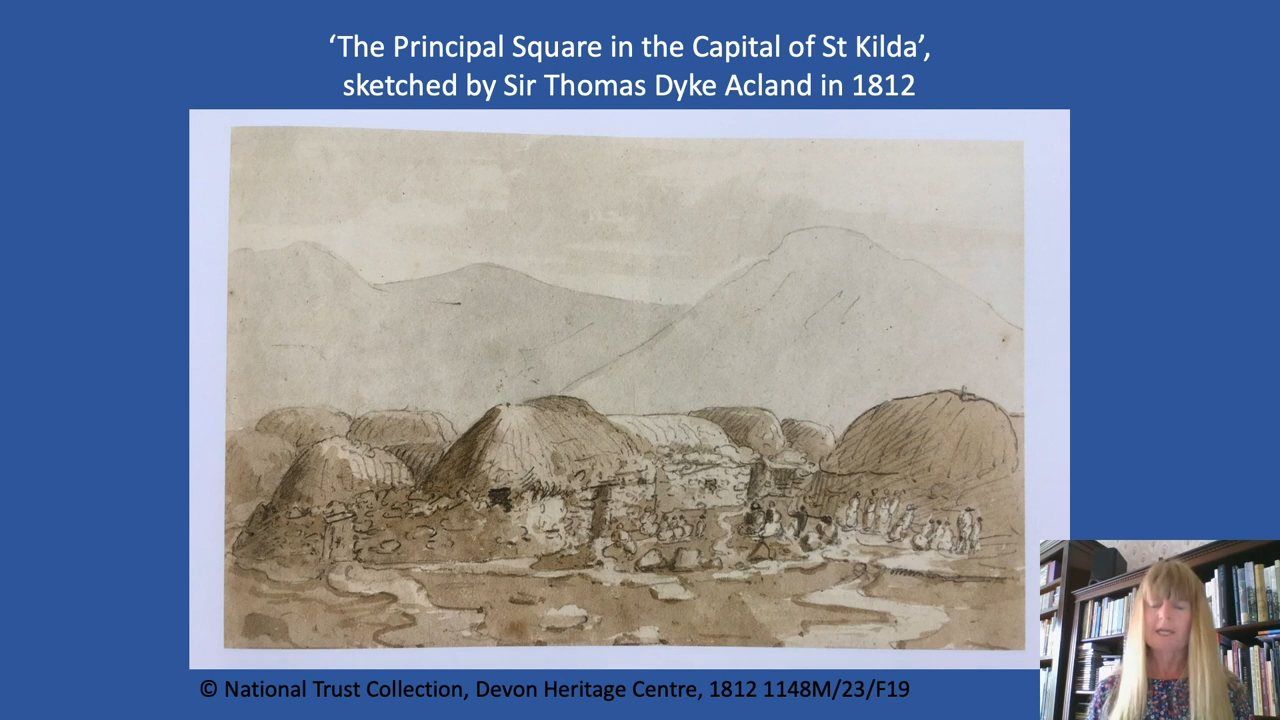 ‘The Principal Square in the Capital of St Kilda’,
sketched by Sir Thomas Dyke Acland in 1812
© National Trust Collection, Devon Heritage Centre, 1812 1148M/23/F19